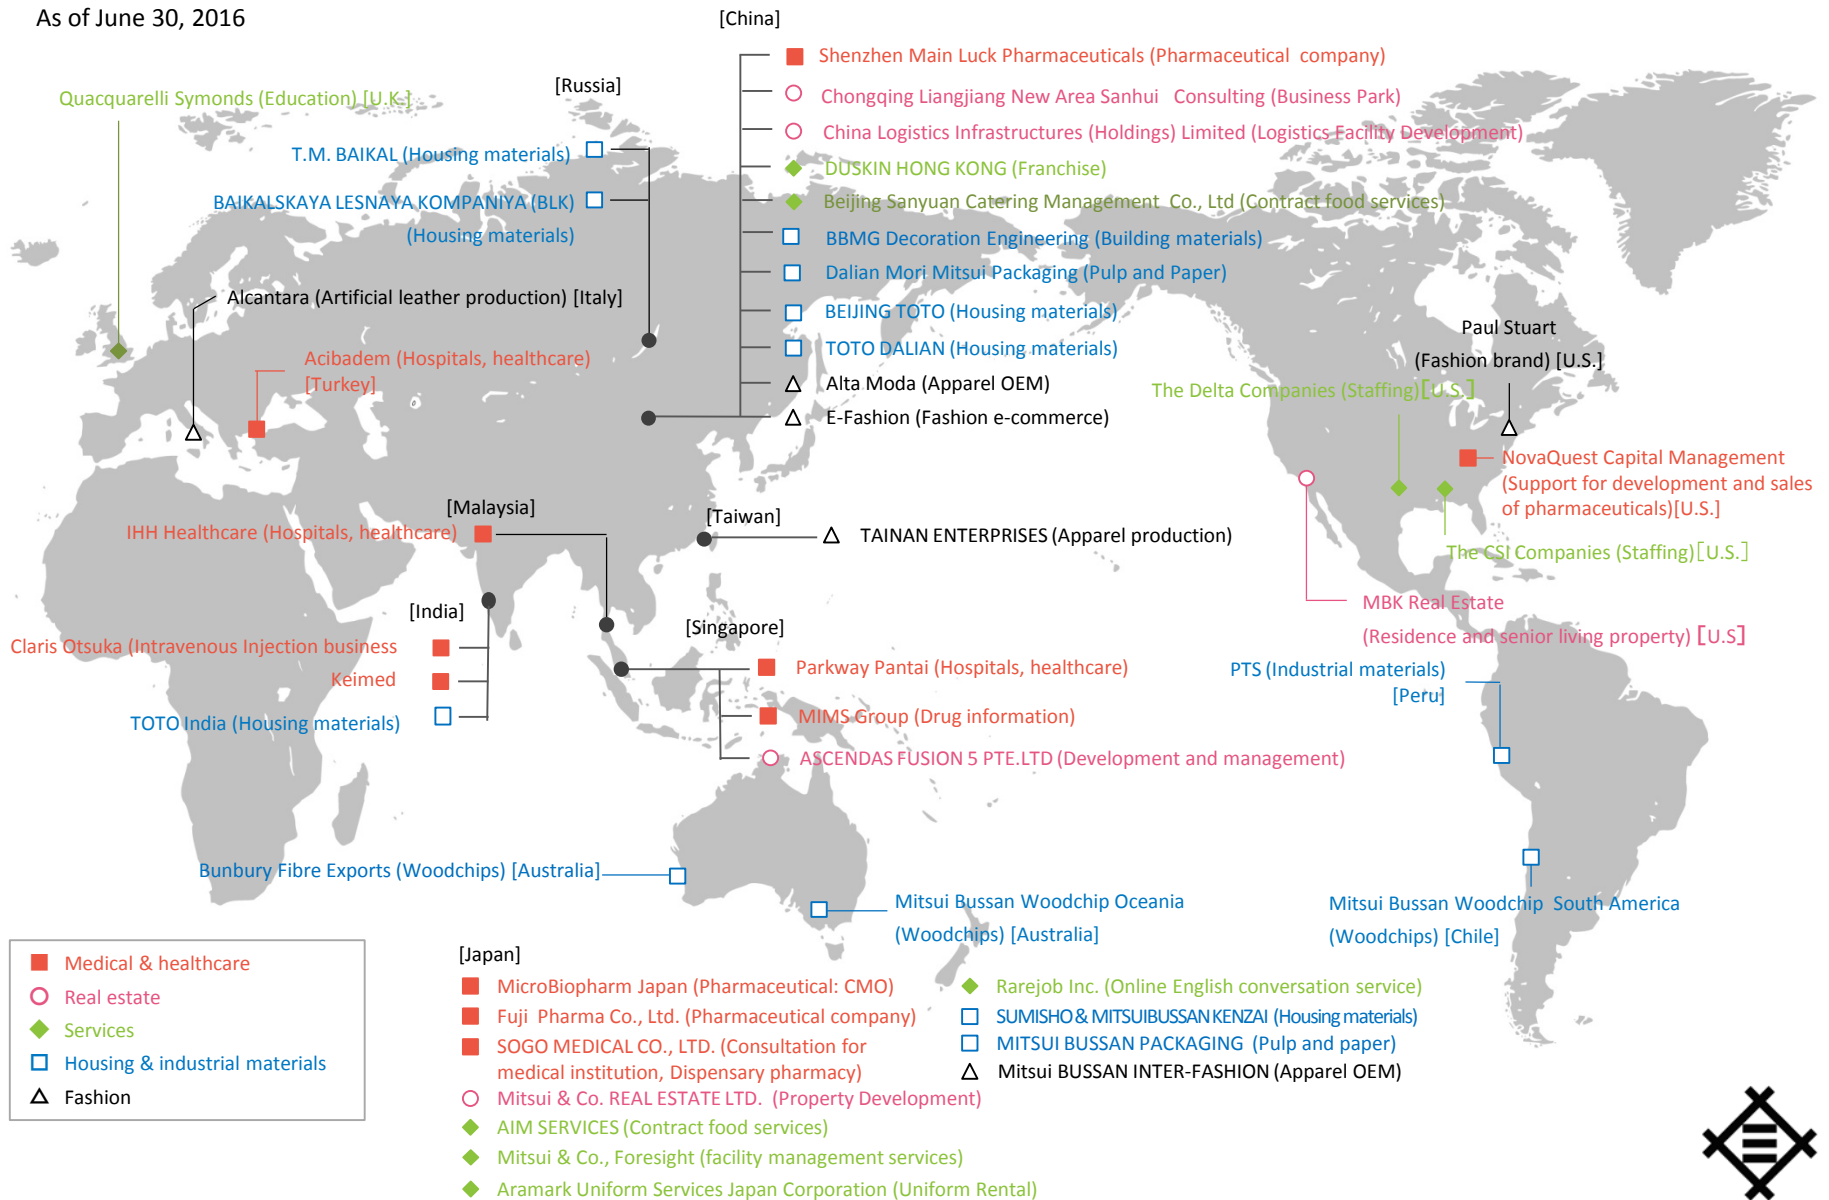 As of June 30, 2016
[China]
Shenzhen Main Luck Pharmaceuticals (Pharmaceutical company)
Chongqing Liangjiang New Area Sanhui Consulting (Business Park)
China Logistics Infrastructures (Holdings) Limited (Logistics Facility Development)
DUSKIN HONG KONG (Franchise)
Beijing Sanyuan Catering Management Co., Ltd (Contract food services)
BBMG Decoration Engineering (Building materials)
Dalian Mori Mitsui Packaging (Pulp and Paper)
BEIJING TOTO (Housing materials)
TOTO DALIAN (Housing materials)
Alta Moda (Apparel OEM)
E-Fashion (Fashion e-commerce)
[Russia]
T.M. BAIKAL (Housing materials)
BAIKALSKAYA LESNAYA KOMPANIYA (BLK)
(Housing materials)
Quacquarelli Symonds (Education) [U.K.]
Alcantara (Artificial leather production) [Italy]
Acibadem (Hospitals, healthcare)
[Turkey]
Paul Stuart
(Fashion brand) [U.S.]
The Delta Companies (Staffing)[U.S.]
NovaQuest Capital Management
(Support for development and sales
of pharmaceuticals)[U.S.]
The CSI Companies (Staffing)[U.S.]
MBK Real Estate
(Residence and senior living property) [U.S]
[Malaysia]
IHH Healthcare (Hospitals, healthcare)
[Taiwan]
TAINAN ENTERPRISES (Apparel production)
[India]
Claris Otsuka (Intravenous Injection business
Keimed
TOTO India (Housing materials)
[Singapore]
Parkway Pantai (Hospitals, healthcare)
MIMS Group (Drug information)
ASCENDAS FUSION 5 PTE.LTD (Development and management)
PTS (Industrial materials)
[Peru]
Bunbury Fibre Exports (Woodchips) [Australia]
Mitsui Bussan Woodchip Oceania
(Woodchips) [Australia]
Mitsui Bussan Woodchip South America
(Woodchips) [Chile]
Medical & healthcare
Real estate
Services
Housing & industrial materials
Fashion
[Japan]
MicroBiopharm Japan (Pharmaceutical: CMO)
Fuji Pharma Co., Ltd. (Pharmaceutical company)
SOGO MEDICAL CO., LTD. (Consultation for
medical institution, Dispensary pharmacy)
Mitsui & Co. REAL ESTATE LTD. (Property Development)
AIM SERVICES (Contract food services)
Mitsui & Co., Foresight (facility management services)
Aramark Uniform Services Japan Corporation (Uniform Rental)
Rarejob Inc. (Online English conversation service)
SUMISHO & MITSUIBUSSAN KENZAI (Housing materials)
MITSUI BUSSAN PACKAGING (Pulp and paper)
Mitsui BUSSAN INTER-FASHION (Apparel OEM)